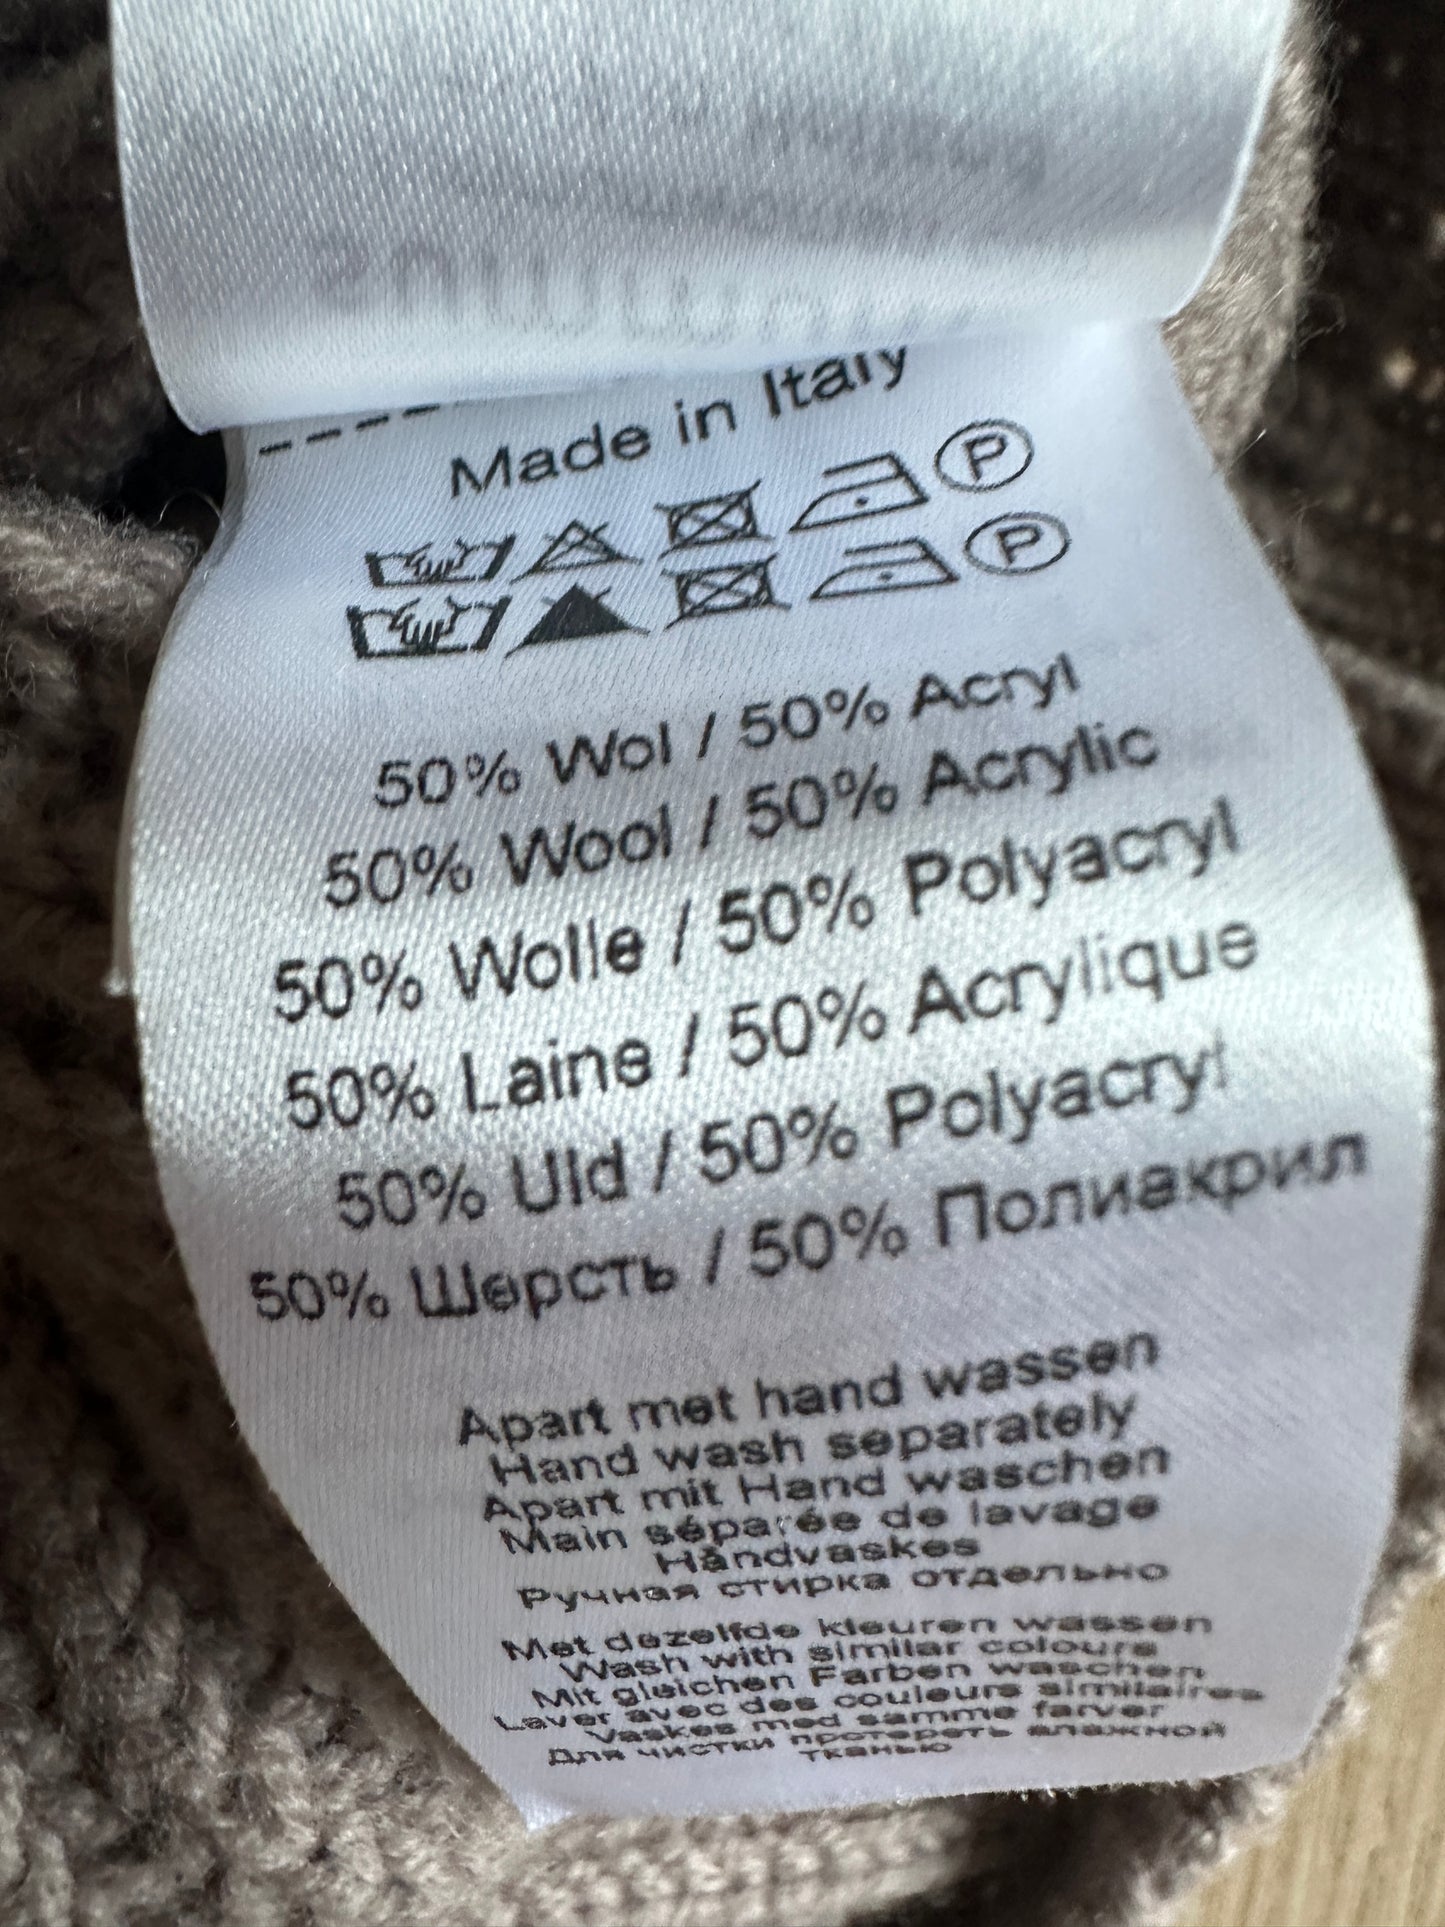 Made in Italy
P
P
50% Wol / 50% Acryl
50% Wool / 50% Acrylic
50% Wolle / 50% Polyacryl
50% Laine / 50% Acrylique
50% Uld / 50% Polyacryl
50% Шерсть / 50% Полиакрил
Apart met hand wassen
Hand wash separately
Apart mit Hand waschen
Main séparée de lavage
Håndvaskes
Ручная стирка отдельно
Met dezelfde kleuren wassen
Wash with similar colours
Mit gleichen Farben waschen
Laver avec des couleurs similaires
Vaskes med samme farver
Для чистки протереть влажной
тканью